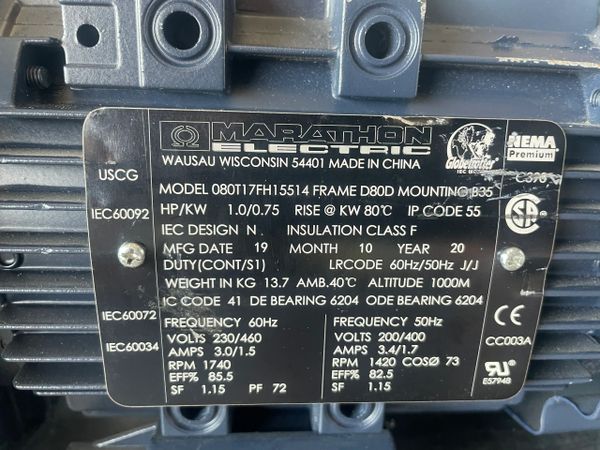 MARATHON
ELECTRIC
WAUSAU WISCONSIN 54401 MADE IN CHINA
Globetrotter
NEMA
Premium
USCG
MODEL 080T17FH15514 FRAME D80D MOUNTING B35
HP/KW 1.0/0.75 RISE @ KW 80℃ IP CODE 55
IEC60092
IEC DESIGN N. INSULATION CLASS F
MFG DATE 19 MONTH 10 YEAR 20
DUTY(CONT/S1) LRCODE 60Hz/50Hz J/J
WEIGHT IN KG 13.7 AMB.40℃ ALTITUDE 1000M
IC CODE 41 DE BEARING 6204 ODE BEARING 6204
IEC60072
IEC60034
FREQUENCY 60Hz
VOLTS 230/460
AMPS 3.0/1.5
RPM 1740
EFF% 85.5
SF 1.15 PF 72
FREQUENCY 50Hz
VOLTS 200/400
AMPS 3.4/1.7
RPM 1420 COSØ 73
EFF% 82.5
SF 1.15
CE
CC003A
E57948